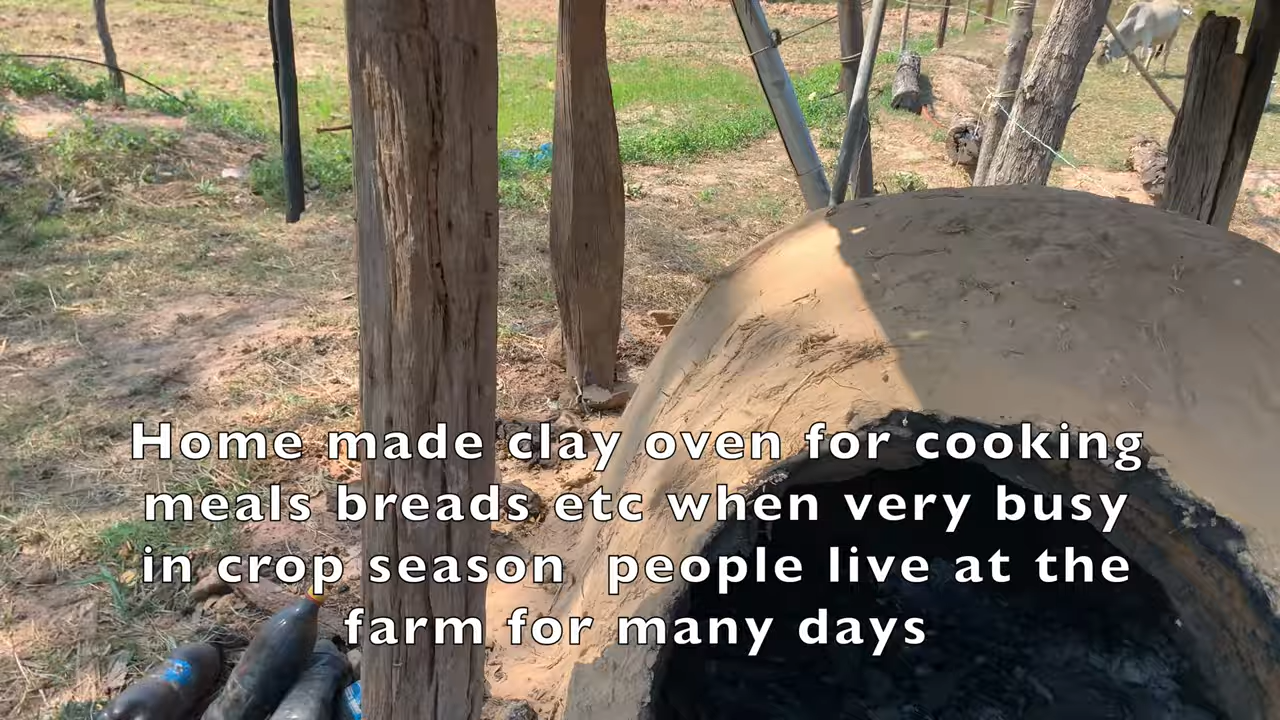 Home made clay oven for cooking
meals breads etc when very busy
in crop season people live at the
farm for many days